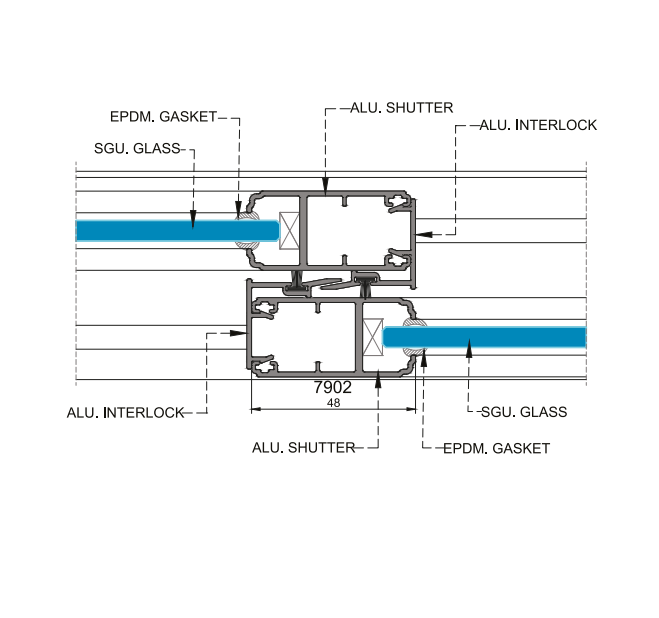 ALU. SHUTTER
EPDM. GASKET
ALU. INTERLOCK
SGU. GLASS
7902
48
ALU. INTERLOCK
SGU. GLASS
ALU. SHUTTER
EPDM. GASKET